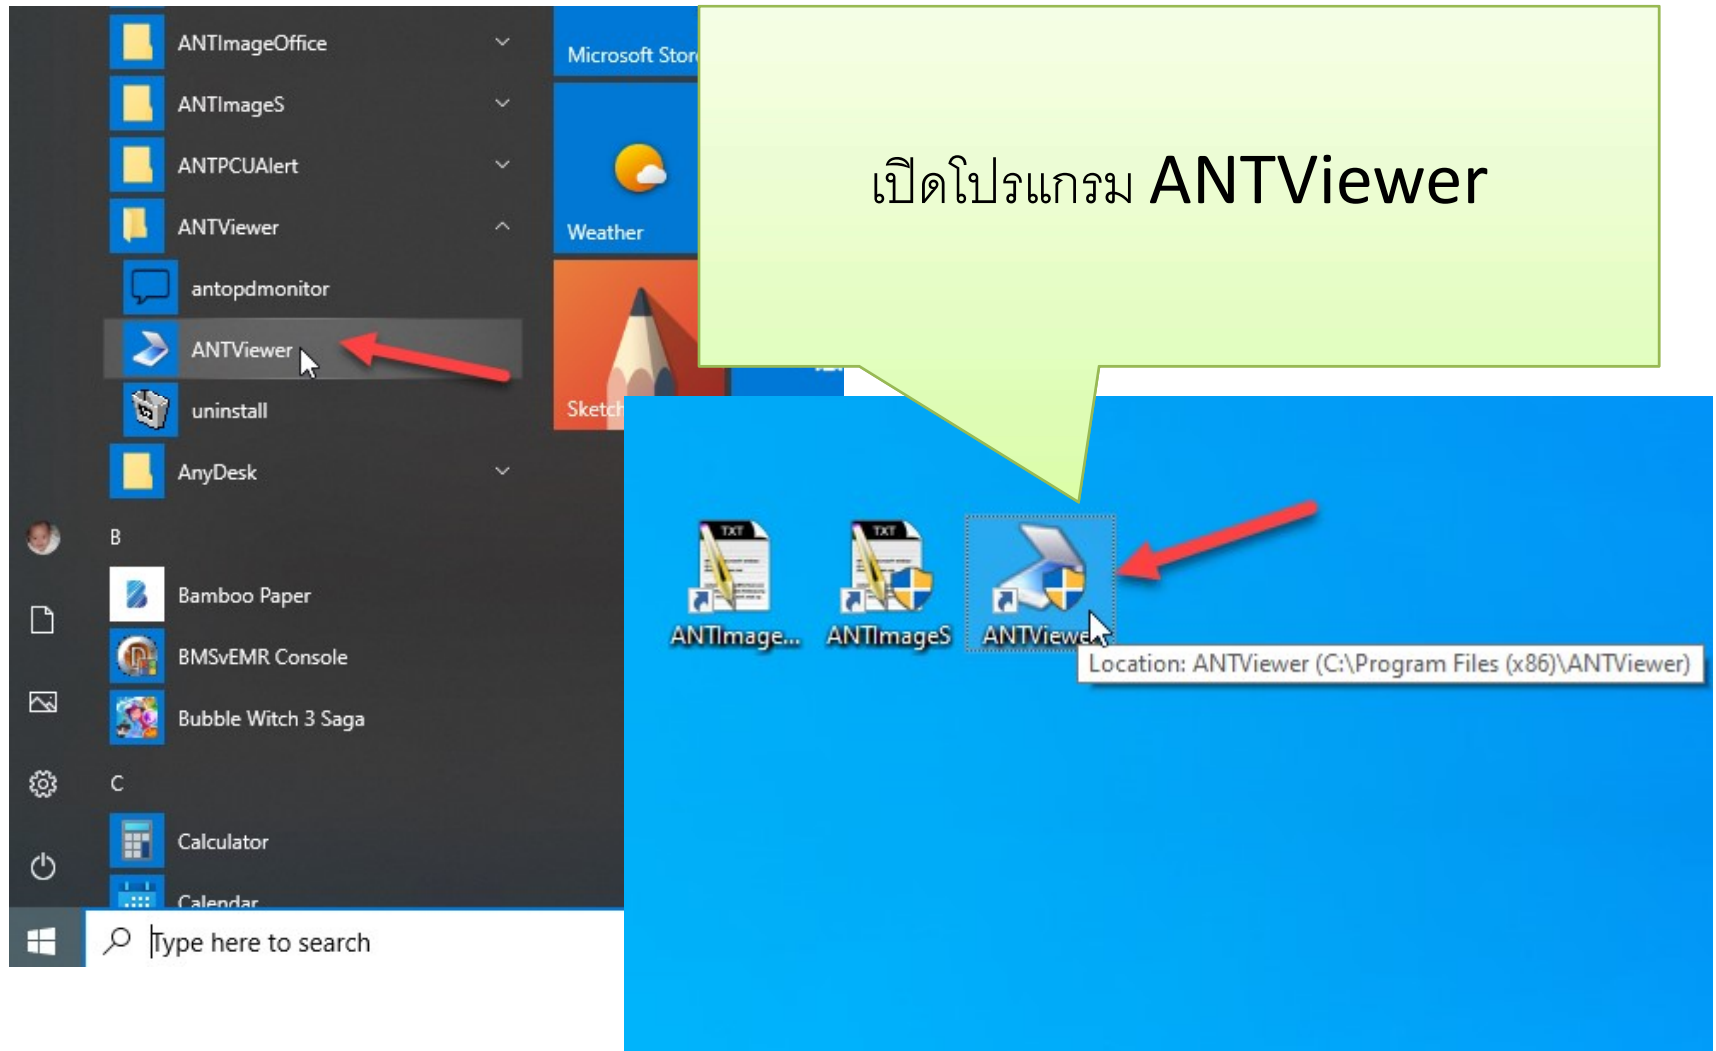 ANTImageOffice
ANTImageS
ANTPCUAlert
ANTViewer
antopdmonitor
ANTViewer
uninstall
AnyDesk
B
Bamboo Paper
BMSvEMR Console
Bubble Witch 3 Saga
C
Calculator
Calendar
Type here to search
Microsoft Store
Weather
Sketch
เปิดโปรแกรม ANTViewer
TXT
TXT
ANTImage...
ANTImageS
ANTViewer
Location: ANTViewer (C:\Program Files (x86)\ANTViewer)